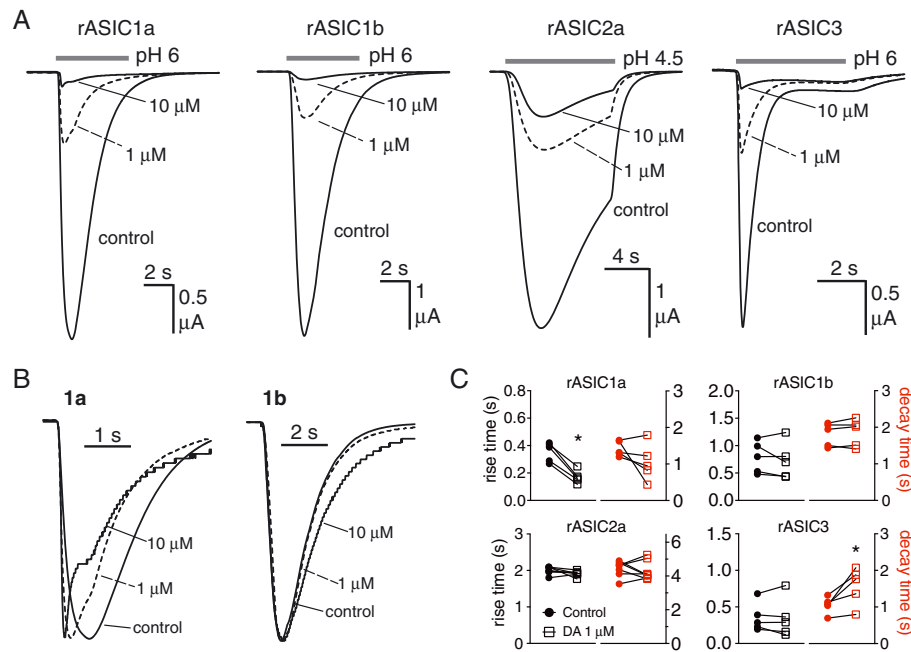 A
rASIC1a
rASIC1b
rASIC2a
rASIC3
pH 6
pH 6
pH 4.5
pH 6
10 µM
1 µM
control
2 s
0.5
µA
10 µM
1 µM
control
2 s
1
µA
10 µM
1 µM
control
4 s
1
µA
10 µM
1 µM
control
2 s
0.5
µA
B
1a
1 s
10 µM
1 µM
control
1b
2 s
10 µM
1 µM
control
C
rASIC1a
rise time (s)
0.8
0.6
0.4
0.2
0.0
*
3
2
1
0
rASIC1b
2.0
1.5
1.0
0.5
0.0
3
2
1
0
decay time (s)
rASIC2a
rise time (s)
3
2
1
0
Control
DA 1 µM
6
4
2
0
rASIC3
1.5
1.0
0.5
0.0
*
3
2
1
0
decay time (s)